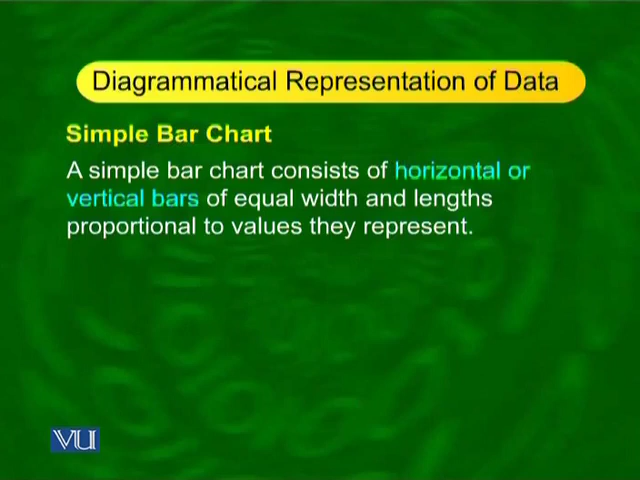 Diagrammatical Representation of Data
Simple Bar Chart
A simple bar chart consists of horizontal or
vertical bars of equal width and lengths
proportional to values they represent.
VU